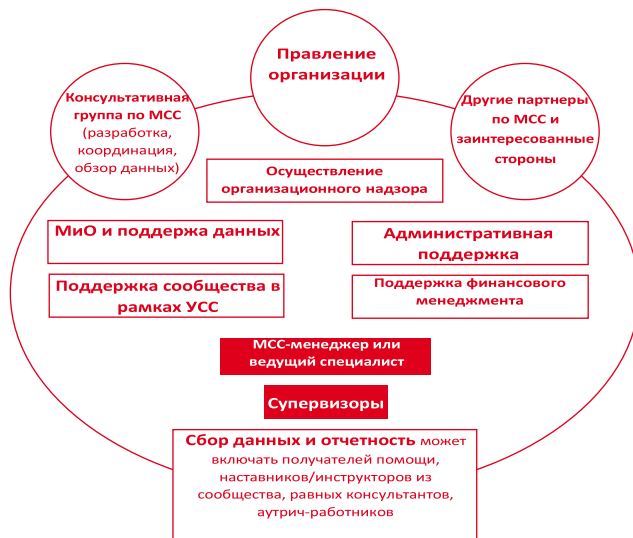 Правление
организации
Консультативная
группа по МСС
(разработка,
координация,
обзор данных)
Другие партнеры
по МСС и
заинтересованные
стороны
Осуществление
организационного надзора
МиО и поддержа данных
Административная
поддержка
Поддержка сообщества в
рамках УСС
Поддержка финансового
менеджмента
МСС-менеджер или
ведущий специалист
Супервизоры
Сбор данных и отчетность может
включать получателей помощи,
наставников/инструкторов из
сообщества, равных консультантов,
аутрич-работников